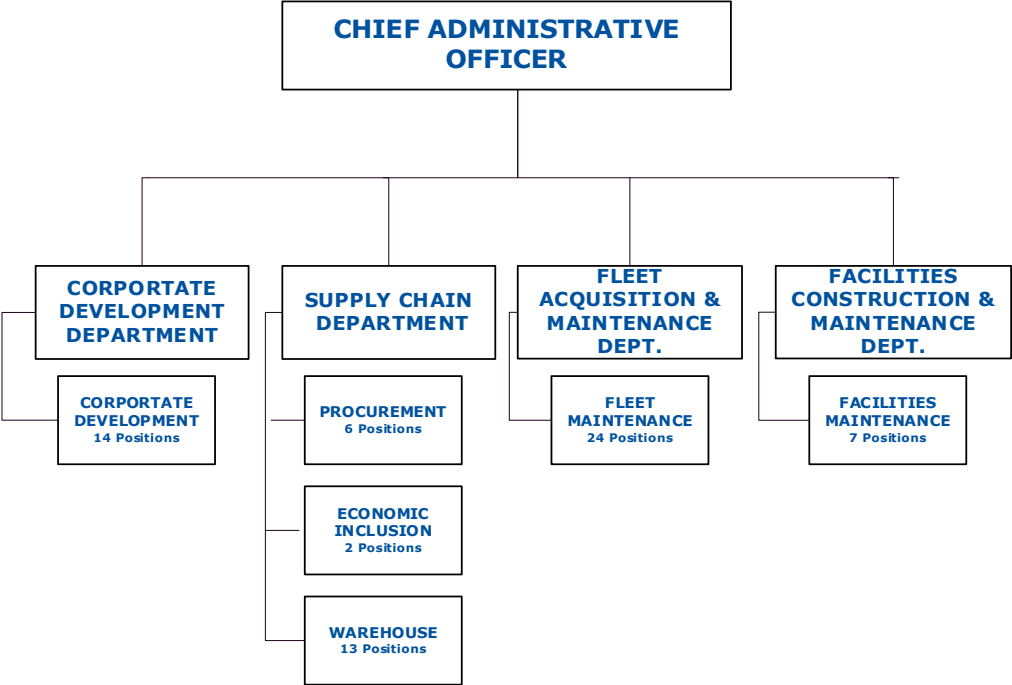 CHIEF ADMINISTRATIVE
OFFICER
CORPORTATE
DEVELOPMENT
DEPARTMENT
SUPPLY CHAIN
DEPARTMENT
FLEET
ACQUISITION &
MAINTENANCE
DEPT.
FACILITIES
CONSTRUCTION &
MAINTENANCE
DEPT.
CORPORTATE
DEVELOPMENT
14 Positions
PROCUREMENT
6 Positions
FLEET
MAINTENANCE
24 Positions
FACILITIES
MAINTENANCE
7 Positions
ECONOMIC
INCLUSION
2 Positions
WAREHOUSE
13 Positions